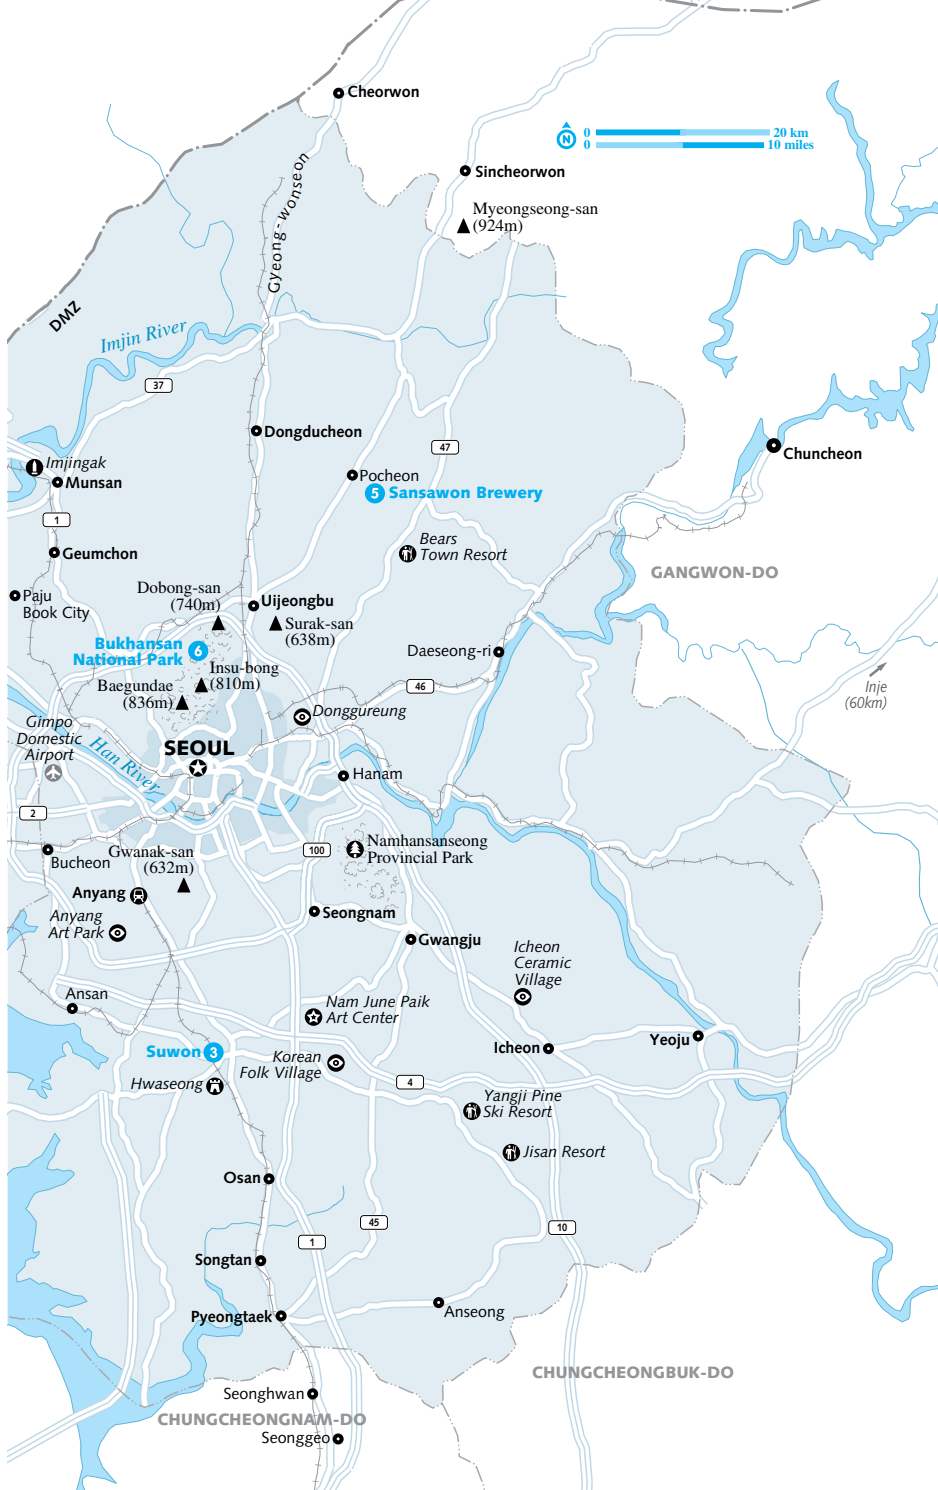 Cheorwon
0
20 km
N
0
10 miles
Gyeong-wonseon
Sincheorwon
Myeongseong-san
(924m)
DMZ
Imjin River
37
Dongducheon
47
Chuncheon
Imjingak
Munsan
Pocheon
5 Sansawon Brewery
1
Bears
Town Resort
Geumchon
GANGWON-DO
Dobong-san
(740m)
Paju
Book City
Uijeongbu
Surak-san
(638m)
Bukhansan
National Park
6
Daeseong-ri
Insu-bong
(810m)
Baegundae
(836m)
46
Inje
(60km)
Donggureung
Gimpo
Domestic
Airport
Han River
SEOUL
Hanam
2
Namhansanseong
Provincial Park
Bucheon
Gwanak-san
(632m)
100
Anyang
Anyang
Art Park
Seongnam
Gwangju
Icheon
Ceramic
Village
Ansan
Nam June Paik
Art Center
Yeoju
Icheon
Suwon 3
Korean
Folk Village
Hwaseong
4
Yangji Pine
Ski Resort
Jisan Resort
Osan
45
10
1
Songtan
Pyeongtaek
Anseong
CHUNGCHEONGBUK-DO
Seonghwan
CHUNGCHEONGNAM-DO
Seonggeo